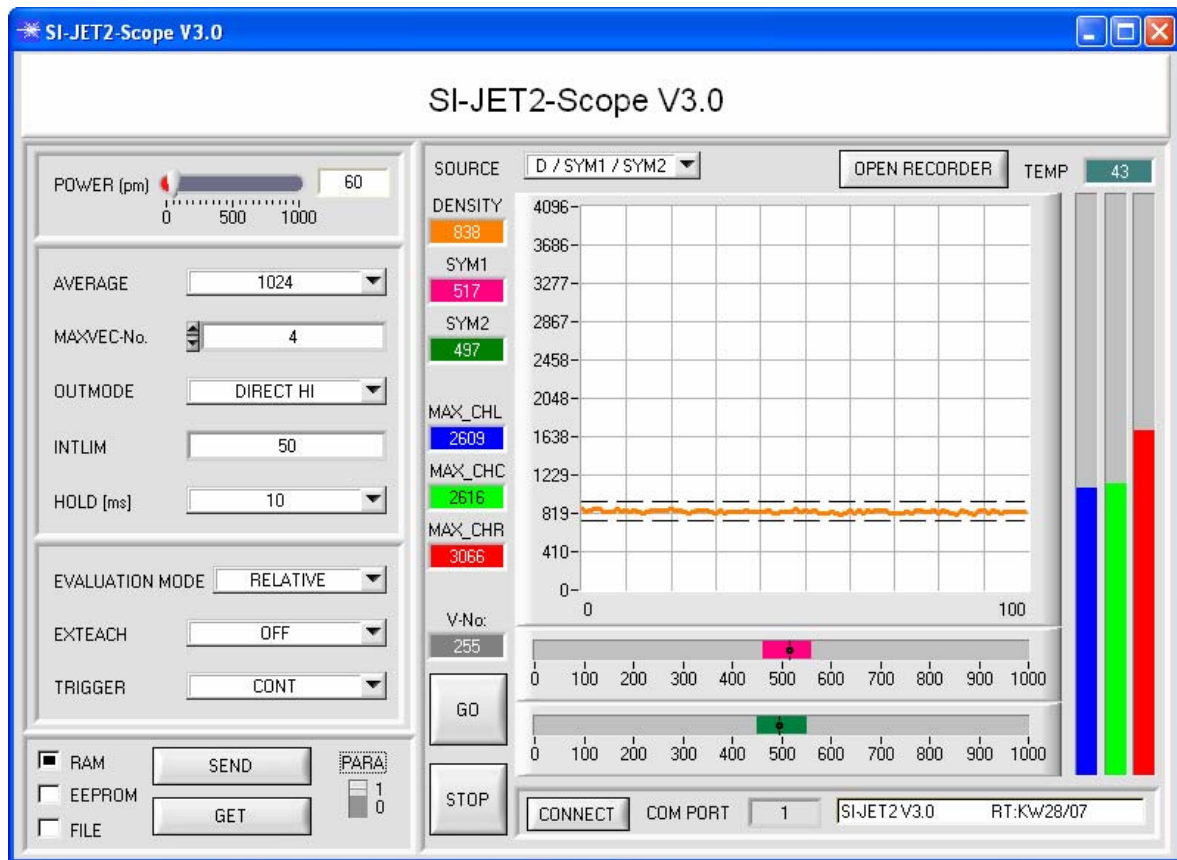 SI-JET2-Scope V3.0
SI-JET2-Scope V3.0
POWER (pm)
60
0 500 1000
AVERAGE 1024
MAXVEC-No. 4
OUTMODE DIRECT HI
INTLIM 50
HOLD [ms] 10
EVALUATION MODE RELATIVE
EXTEACH OFF
TRIGGER CONT
RAM
EEPROM
FILE
SEND
GET
PARA
1
0
SOURCE D / SYM1 / SYM2
OPEN RECORDER
TEMP 43
DENSITY
838
SYM1
517
SYM2
497
MAX_CHL
2609
MAX_CHC
2616
MAX_CHR
3066
V-No:
255
GO
STOP
4096
3686
3277
2867
2458
2048
1638
1229
819
410
0
0 100
0 100 200 300 400 500 600 700 800 900 1000
0 100 200 300 400 500 600 700 800 900 1000
CONNECT COM PORT 1 SI-JET2 V3.0 RT:KW28/07